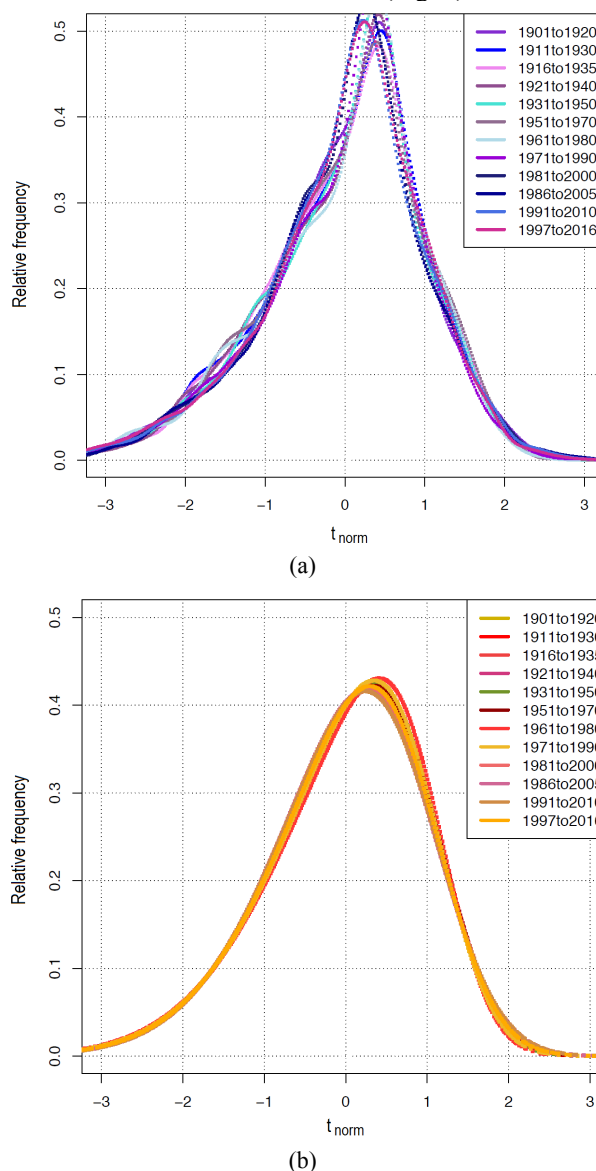 0.5
0.4
0.3
0.2
0.1
0.0
Relative frequency
1901to1920
1911to1930
1916to1935
1921to1940
1931to1950
1951to1970
1961to1980
1971to1990
1981to2000
1986to2005
1991to2010
1997to2016
−3 −2 −1 0 1 2 3
t norm
(a)
0.5
0.4
0.3
0.2
0.1
0.0
Relative frequency
1901to1920
1911to1930
1916to1935
1921to1940
1931to1950
1951to1970
1961to1980
1971to1990
1981to2000
1986to2005
1991to2010
1997to2016
−3 −2 −1 0 1 2 3
t norm
(b)